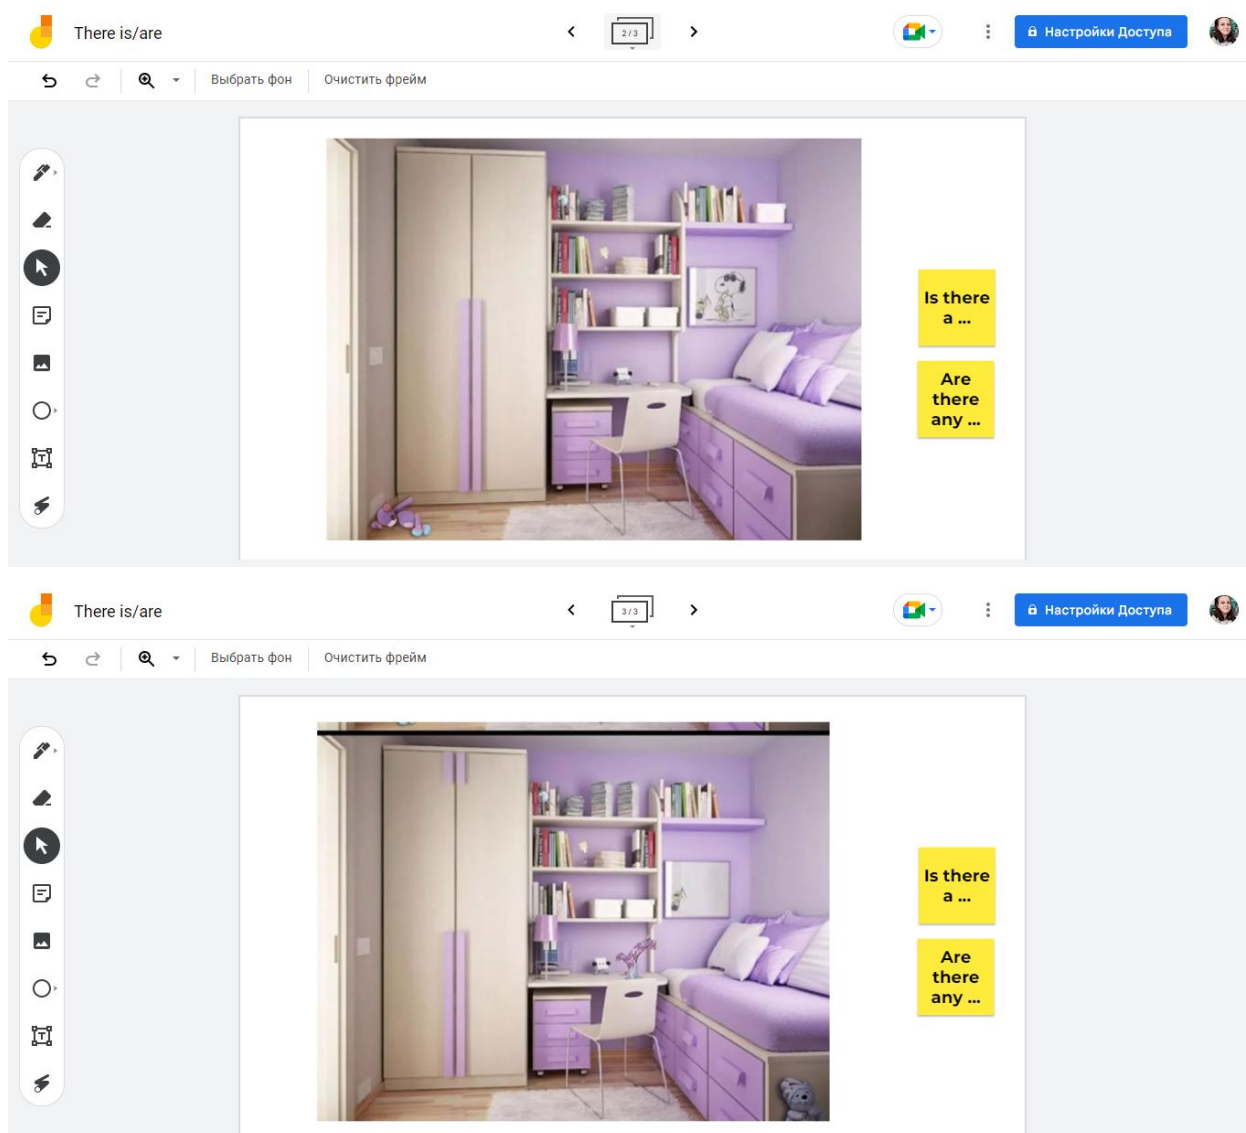 There is/are
2/3
Настройки Доступа
Выбрать фон
Очистить фрейм
Is there
a ...
Are
there
any ...
There is/are
3/3
Настройки Доступа
Выбрать фон
Очистить фрейм
Is there
a ...
Are
there
any ...